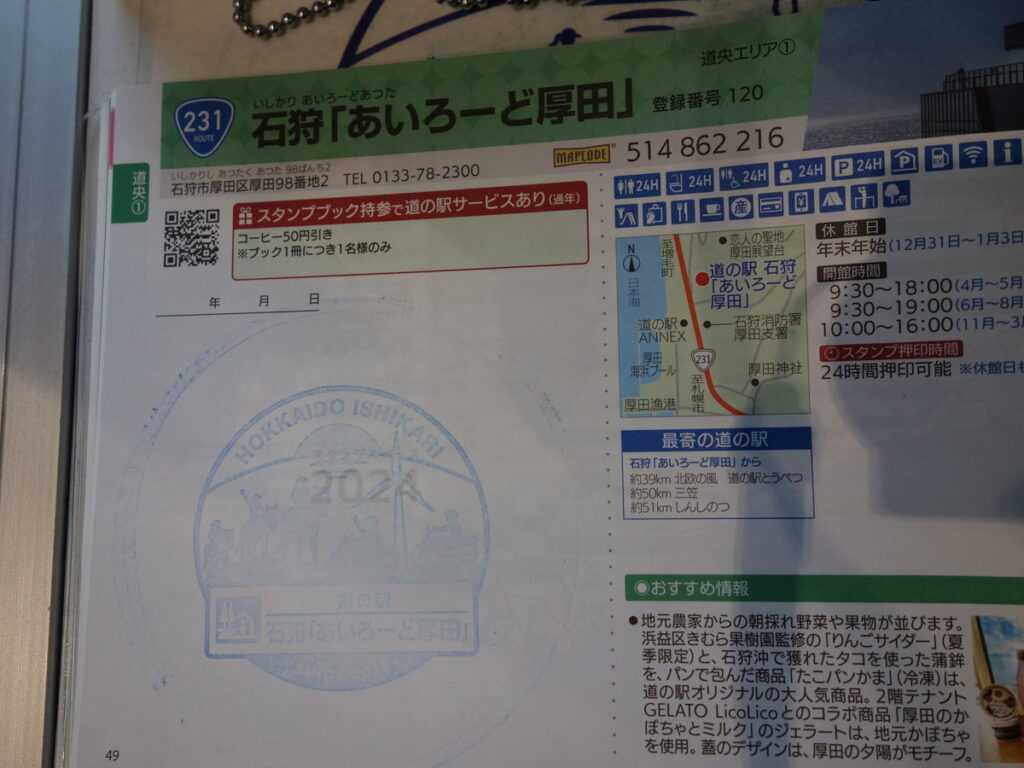 道央エリア①
231
ROUTE
いしかり あいろーどあつた
石狩「あいろーど厚田」 登録番号 120
いしかりし あつたく あつた 98ばんち2
石狩市厚田区厚田98番地2 TEL 0133-78-2300
MAPCODE 514 862 216
道央①
スタンプブック持参で道の駅サービスあり(通年)
コーヒー50円引き
※ブック1冊につき1名様のみ
年 月 日
24H 24H 24H 24H P 24H P
産
HOKKAIDO ISHIKARI
2024
道の駅
石狩「あいろーど厚田」
N
至増毛町
日本海
恋人の聖地/
厚田展望台
道の駅 石狩
「あいろーど
厚田」
道の駅
ANNEX
石狩消防署
厚田支署
厚田
海浜プール
231
至札幌市
厚田神社
厚田漁港
休館日
年末年始(12月31日〜1月3日
開館時間
9:30〜18:00(4月〜5月
9:30〜19:00(6月〜8月
10:00〜16:00(11月〜3月
スタンプ押印時間
24時間押印可能 ※休館日も
最寄の道の駅
石狩「あいろーど厚田」から
約39km 北欧の風 道の駅とうべつ
約50km 三笠
約51km しんしのつ
◉おすすめ情報
●地元農家からの朝採れ野菜や果物が並びます。
浜益区きむら果樹園監修の「りんごサイダー」(夏
季限定)と、石狩沖で獲れたタコを使った蒲鉾
を、パンで包んだ商品「たこパンかま」(冷凍)は、
道の駅オリジナルの大人気商品。2階テナント
GELATO LicoLicoとのコラボ商品「厚田のか
ぼちゃとミルク」のジェラートは、地元かぼちゃ
を使用。蓋のデザインは、厚田の夕陽がモチーフ。
49